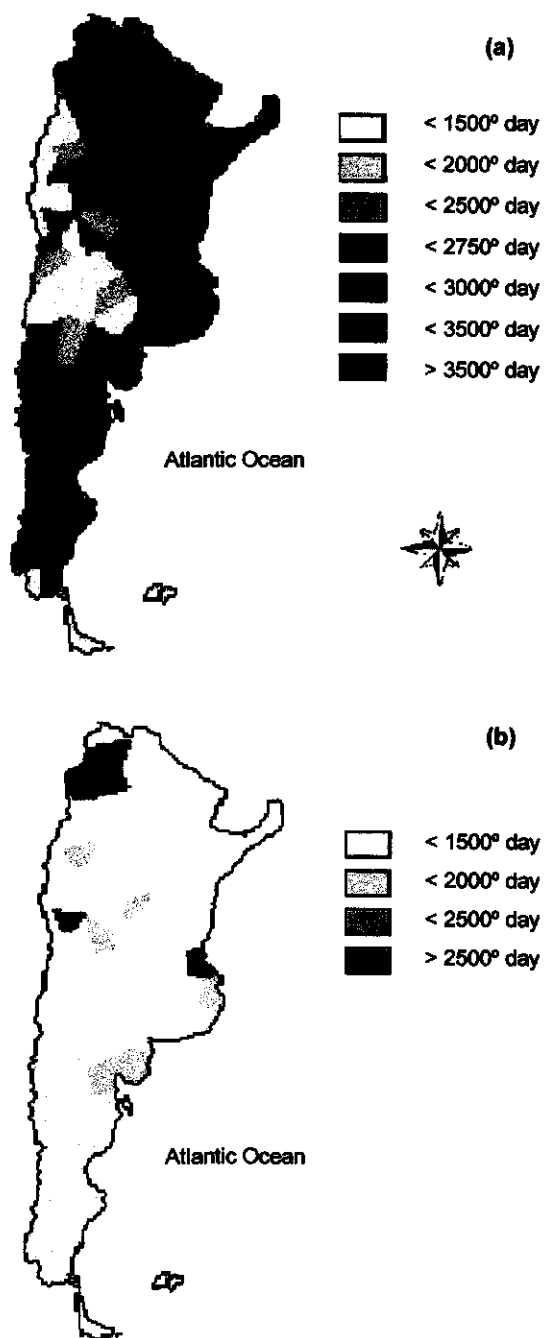 (a)
< 1500º day
< 2000º day
< 2500º day
< 2750º day
< 3000º day
< 3500º day
> 3500º day
Atlantic Ocean
(b)
< 1500º day
< 2000º day
< 2500º day
> 2500º day
Atlantic Ocean